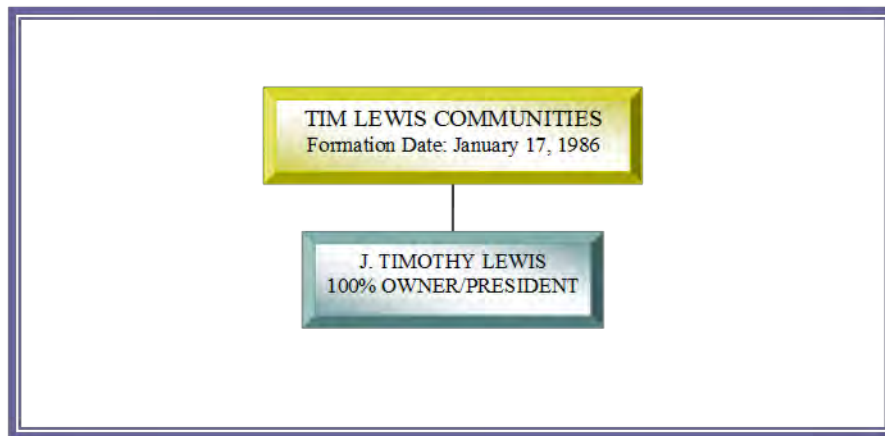 TIM LEWIS COMMUNITIES
Formation Date: January 17, 1986
J. TIMOTHY LEWIS
100% OWNER/PRESIDENT